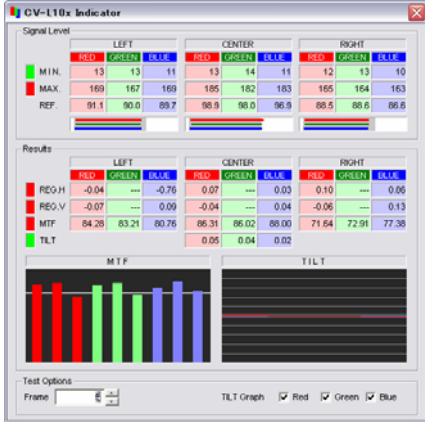 CV-L10x Indicator
Signal Level
LEFT CENTER RIGHT
RED GREEN BLUE RED GREEN BLUE RED GREEN BLUE
MIN. 13 13 11 13 14 11 12 13 10
MAX. 169 167 169 185 182 183 165 164 163
REF. 91.1 90.0 89.7 98.9 98.0 96.9 88.5 88.6 86.6
Results
LEFT CENTER RIGHT
RED GREEN BLUE RED GREEN BLUE RED GREEN BLUE
REG.H -0.04 --- -0.76 0.07 --- 0.03 0.10 --- 0.06
REG.V -0.07 --- 0.09 -0.04 --- 0.04 -0.06 --- 0.13
MTF 84.28 83.21 80.76 86.31 86.02 88.00 71.64 72.91 77.38
TILT 0.05 0.04 0.02
MTF TILT
Test Options
Frame TILT Graph Red Green Blue